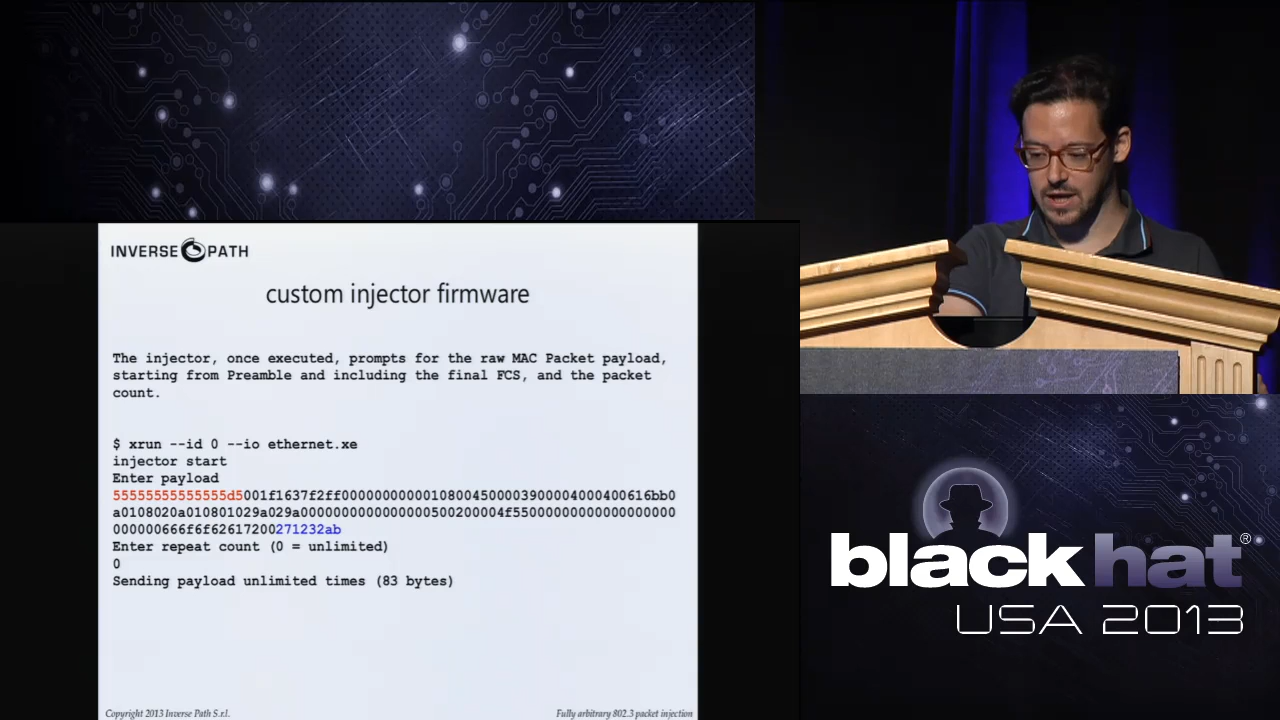 INVERSE PATH
custom injector firmware
The injector, once executed, prompts for the raw MAC Packet payload,
starting from Preamble and including the final FCS, and the packet
count.
$ xrun --id 0 --io ethernet.xe
injector start
Enter payload
55555555555555d5001f1637f2ff00000000000108004500003900004000400616bb0
a0108020a010801029a029a0000000000000000500200004f55000000000000000000
000000666f6f62617200271232ab
Enter repeat count (0 = unlimited)
0
Sending payload unlimited times (83 bytes)
Copyright 2013 Inverse Path S.r.l.
Fully arbitrary 802.3 packet injection
black hat®
USA 2013